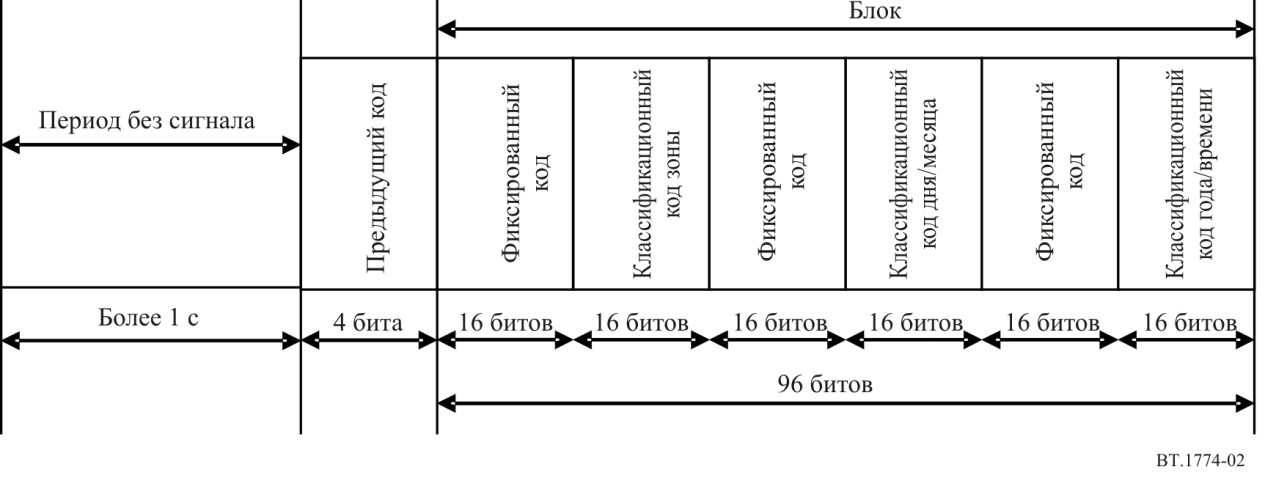 Блок
Период без сигнала
Предыдущий код
Фиксированный
код
Классификационный
код зоны
Фиксированный
код
Классификационный
код дня/месяца
Фиксированный
код
Классификационный
код года/времени
Более 1 с
4 бита
16 битов
16 битов
16 битов
16 битов
16 битов
16 битов
96 битов
BT.1774-02